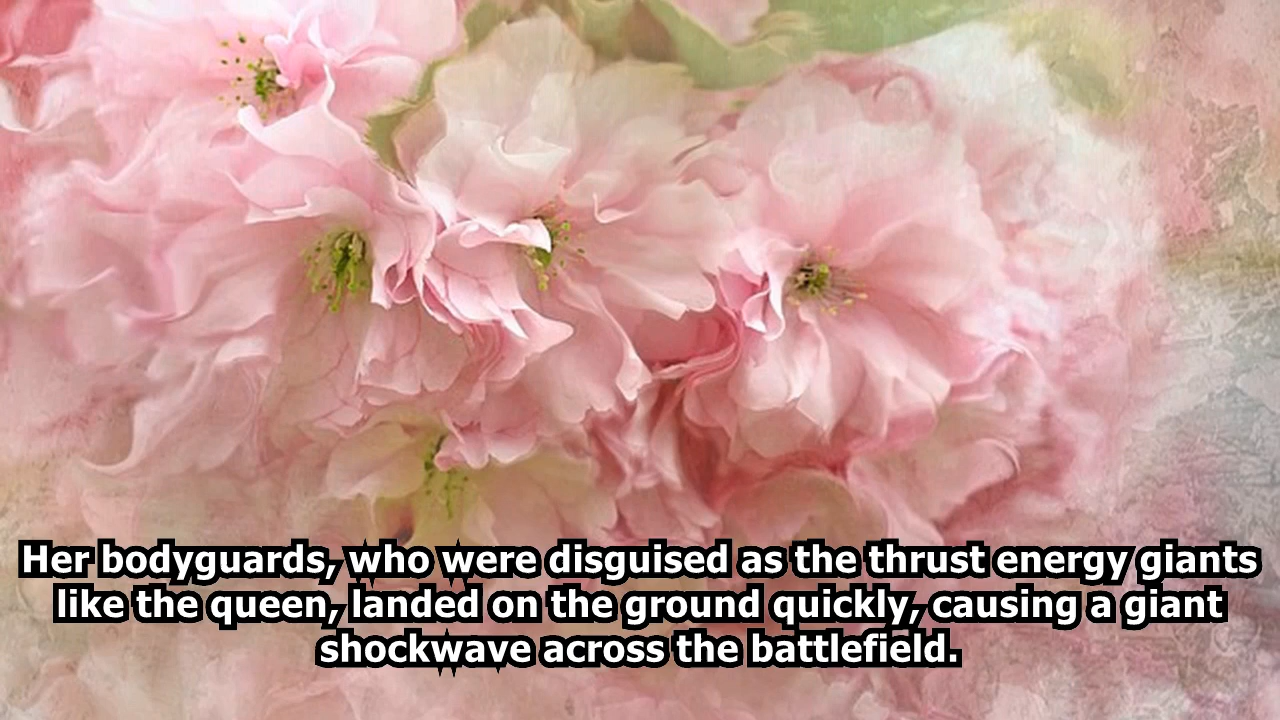 Her bodyguards, who were disguised as the thrust energy giants
like the queen, landed on the ground quickly, causing a giant
shockwave across the battlefield.